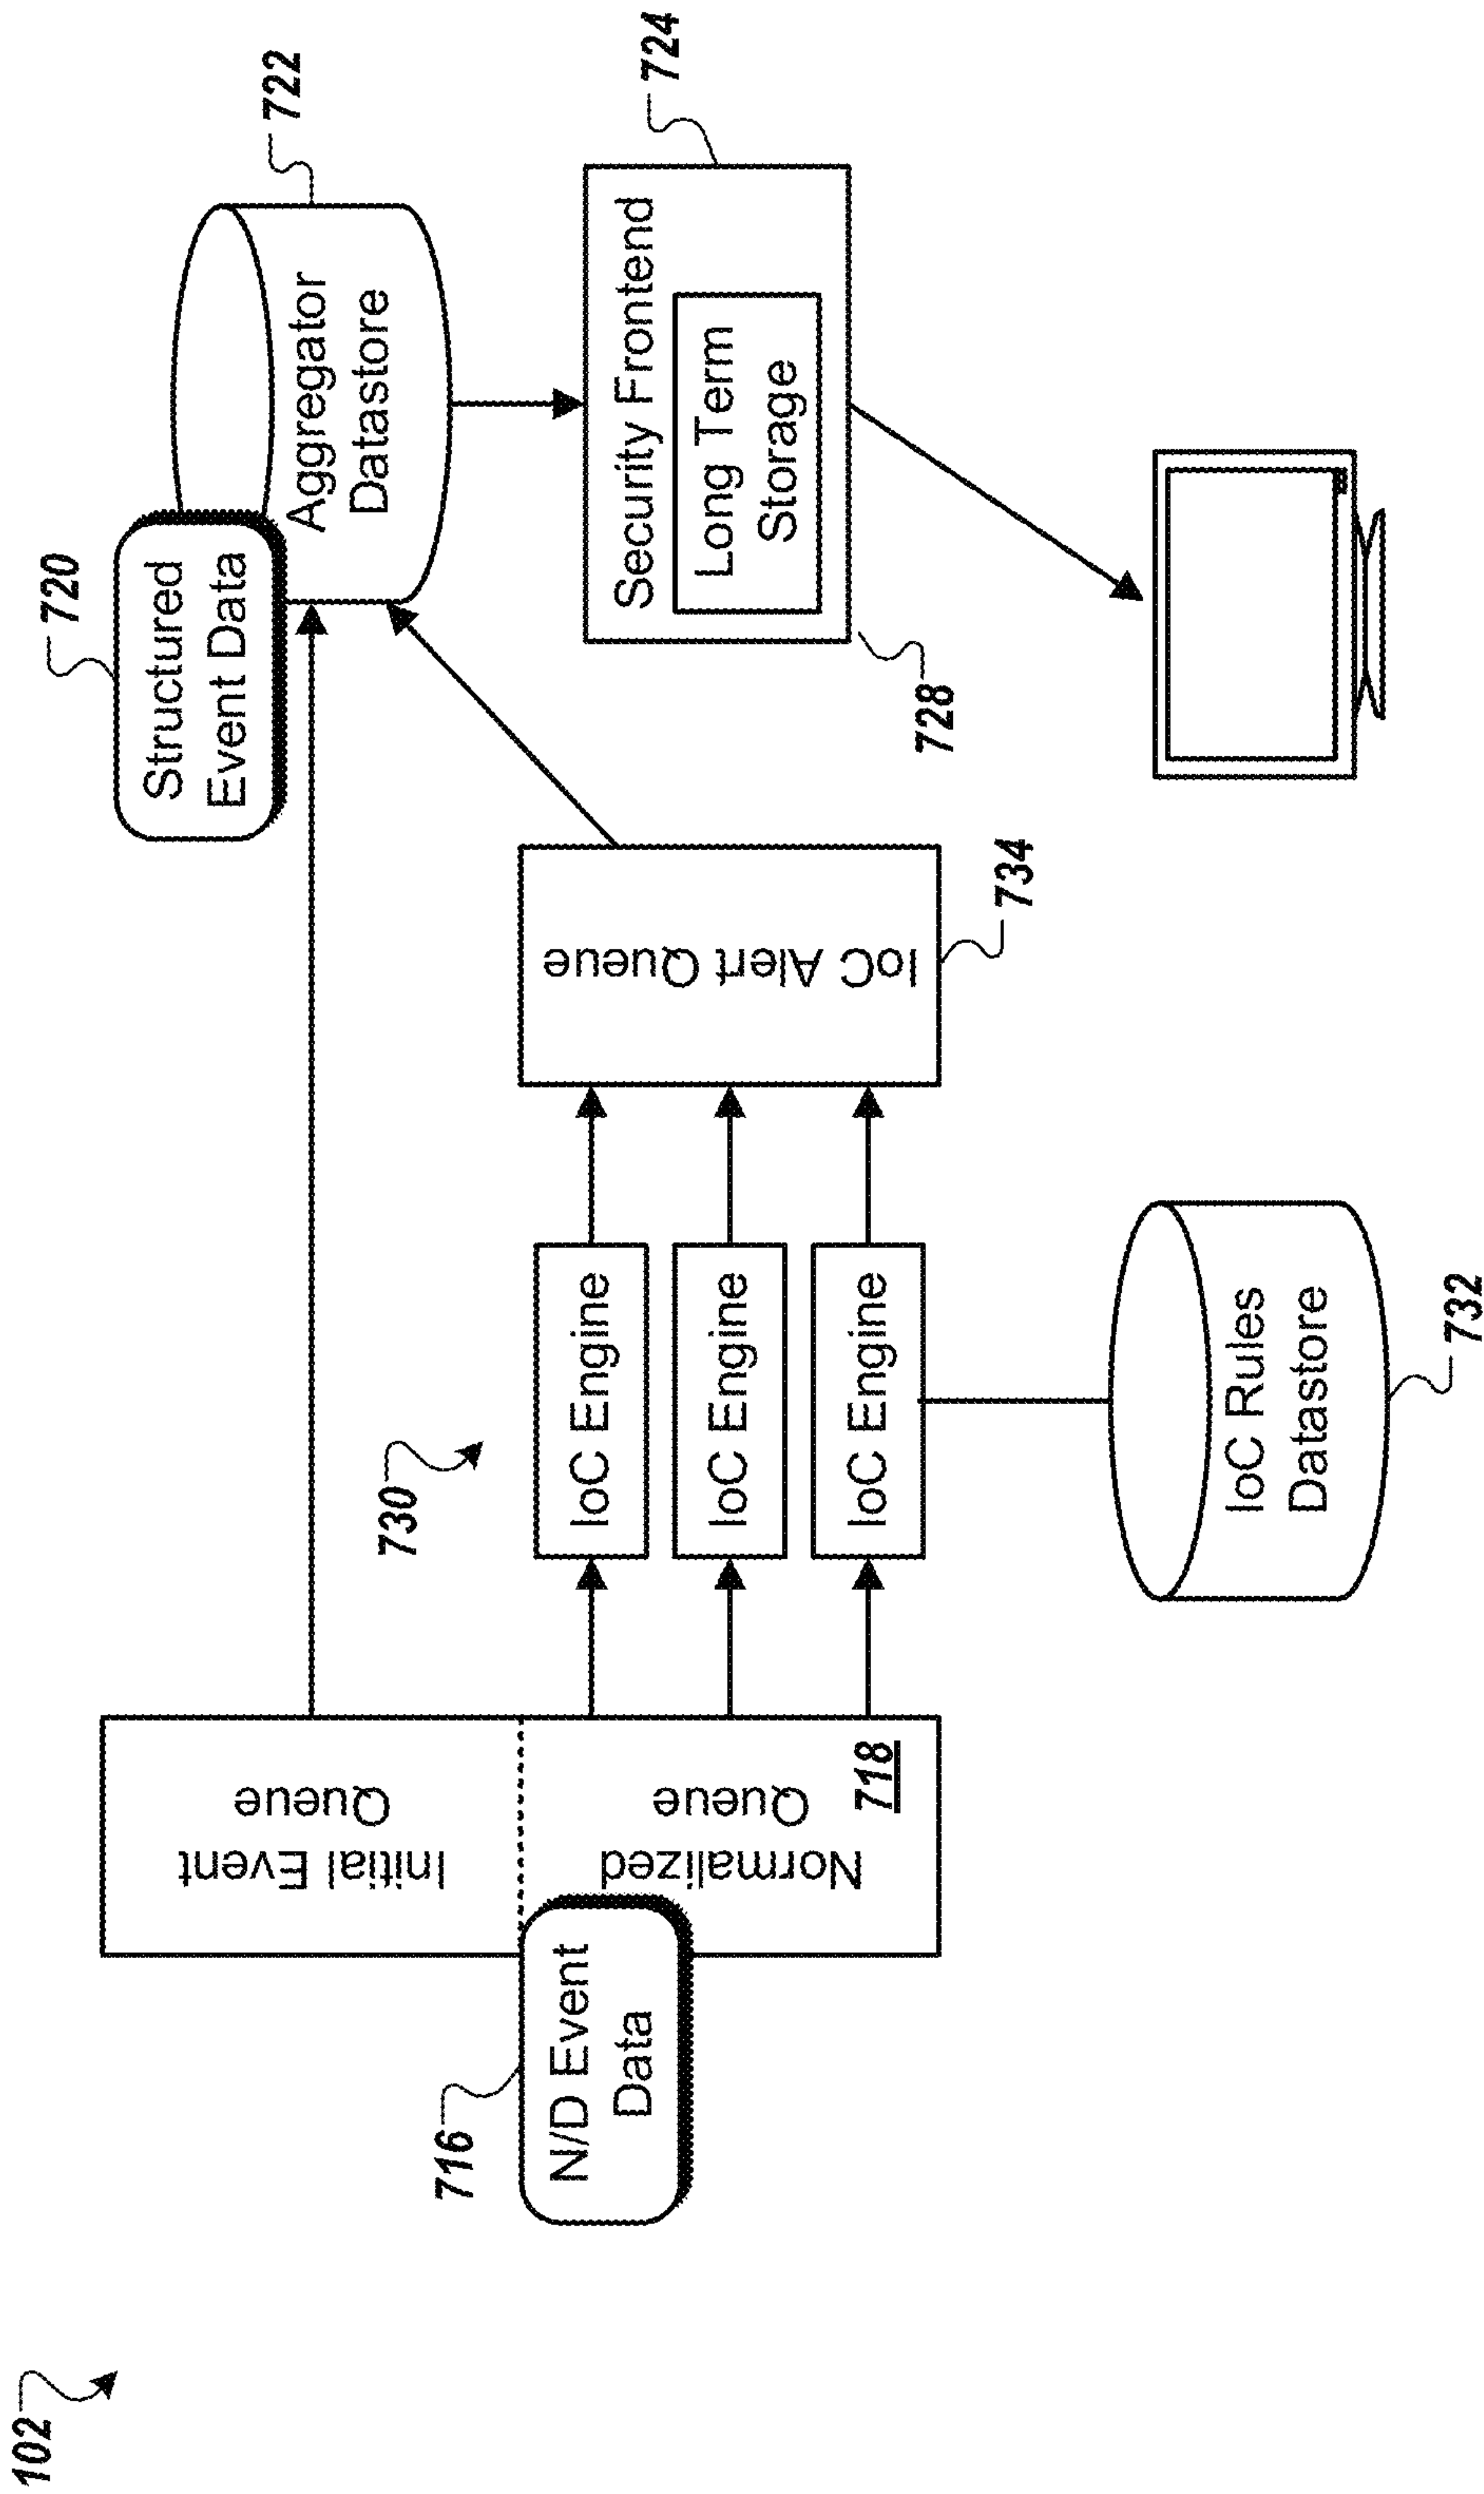 102
716
N/D Event
Data
Initial Event
Queue
Normalized
Queue
718
730
IoC Engine
IoC Engine
IoC Engine
IoC Rules
Datastore
732
IoC Alert Queue
734
720
Structured
Event Data
Aggregator
Datastore
722
Security Frontend
Long Term
Storage
724
728